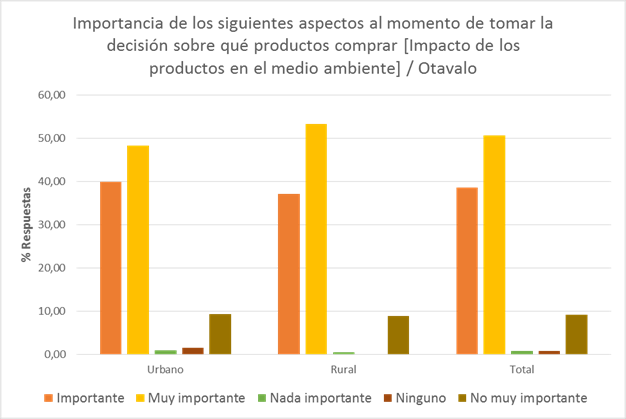 Importancia de los siguientes aspectos al momento de tomar la
decisión sobre qué productos comprar [Impacto de los
productos en el medio ambiente] / Otavalo
% Respuestas
60,00
50,00
40,00
30,00
20,00
10,00
0,00
Urbano Rural Total
Importante Muy importante Nada importante Ninguno No muy importante